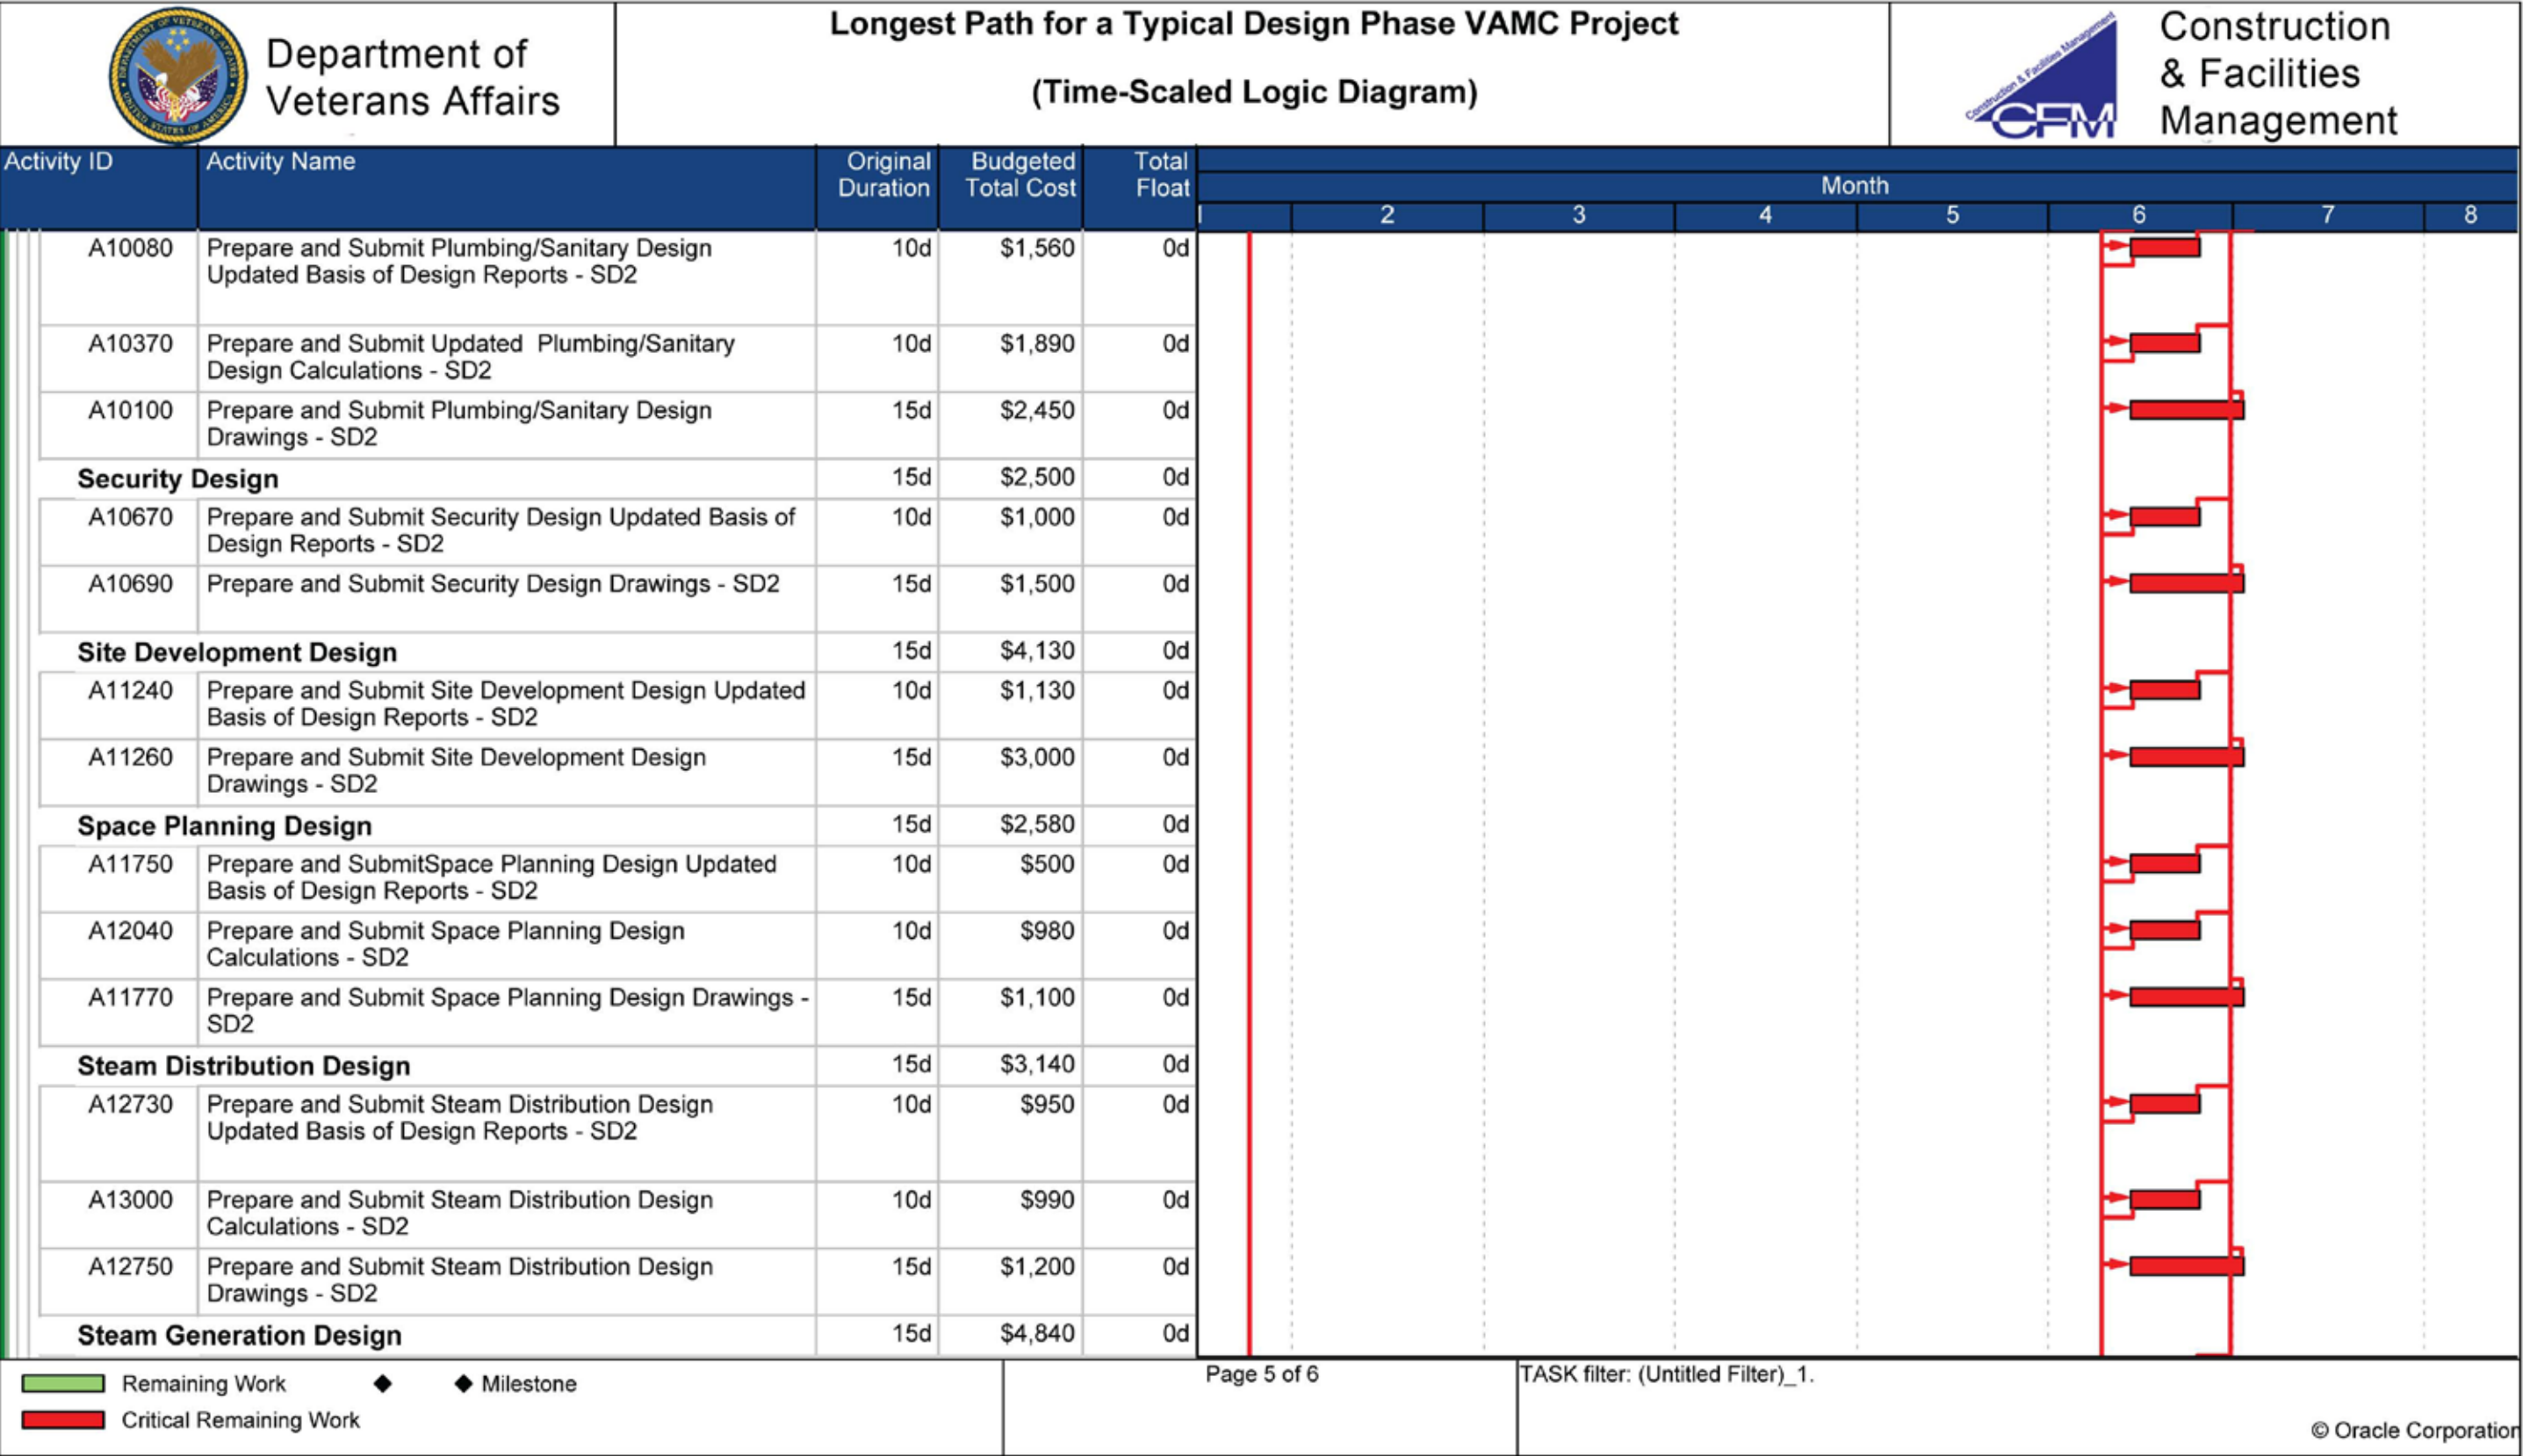 Department of
Veterans Affairs
Longest Path for a Typical Design Phase VAMC Project
(Time-Scaled Logic Diagram)
Construction & Facilities Management
CFM
Construction
& Facilities
Management
Activity ID Activity Name Original Duration Budgeted Total Cost Total Float
Month
2 3 4 5 6 7 8
A10080 Prepare and Submit Plumbing/Sanitary Design 10d $1,560 0d
Updated Basis of Design Reports - SD2
A10370 Prepare and Submit Updated Plumbing/Sanitary 10d $1,890 0d
Design Calculations - SD2
A10100 Prepare and Submit Plumbing/Sanitary Design 15d $2,450 0d
Drawings - SD2
Security Design 15d $2,500 0d
A10670 Prepare and Submit Security Design Updated Basis of 10d $1,000 0d
Design Reports - SD2
A10690 Prepare and Submit Security Design Drawings - SD2 15d $1,500 0d
Site Development Design 15d $4,130 0d
A11240 Prepare and Submit Site Development Design Updated 10d $1,130 0d
Basis of Design Reports - SD2
A11260 Prepare and Submit Site Development Design 15d $3,000 0d
Drawings - SD2
Space Planning Design 15d $2,580 0d
A11750 Prepare and SubmitSpace Planning Design Updated 10d $500 0d
Basis of Design Reports - SD2
A12040 Prepare and Submit Space Planning Design 10d $980 0d
Calculations - SD2
A11770 Prepare and Submit Space Planning Design Drawings - 15d $1,100 0d
SD2
Steam Distribution Design 15d $3,140 0d
A12730 Prepare and Submit Steam Distribution Design 10d $950 0d
Updated Basis of Design Reports - SD2
A13000 Prepare and Submit Steam Distribution Design 10d $990 0d
Calculations - SD2
A12750 Prepare and Submit Steam Distribution Design 15d $1,200 0d
Drawings - SD2
Steam Generation Design 15d $4,840 0d
Remaining Work Milestone
Critical Remaining Work
Page 5 of 6
TASK filter: (Untitled Filter)_1.
© Oracle Corporation